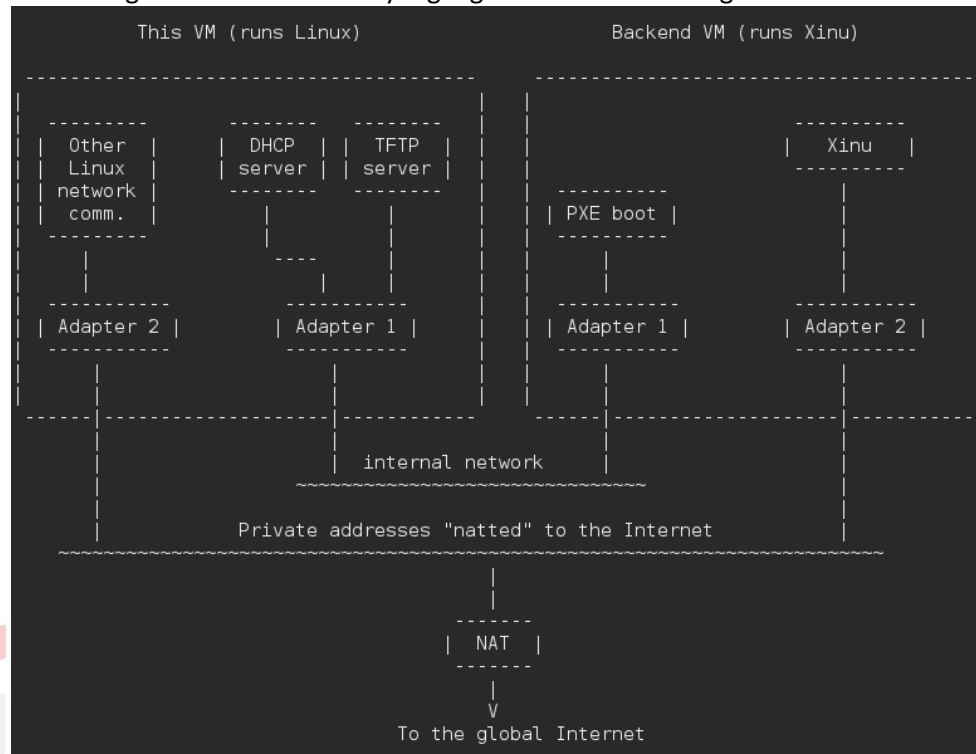 This VM (runs Linux) Backend VM (runs Xinu)
Other DHCP TFTP Xinu
Linux server server
network
comm. PXE boot
Adapter 2 Adapter 1 Adapter 1 Adapter 2
internal network
Private addresses "natted" to the Internet
NAT
V
To the global Internet